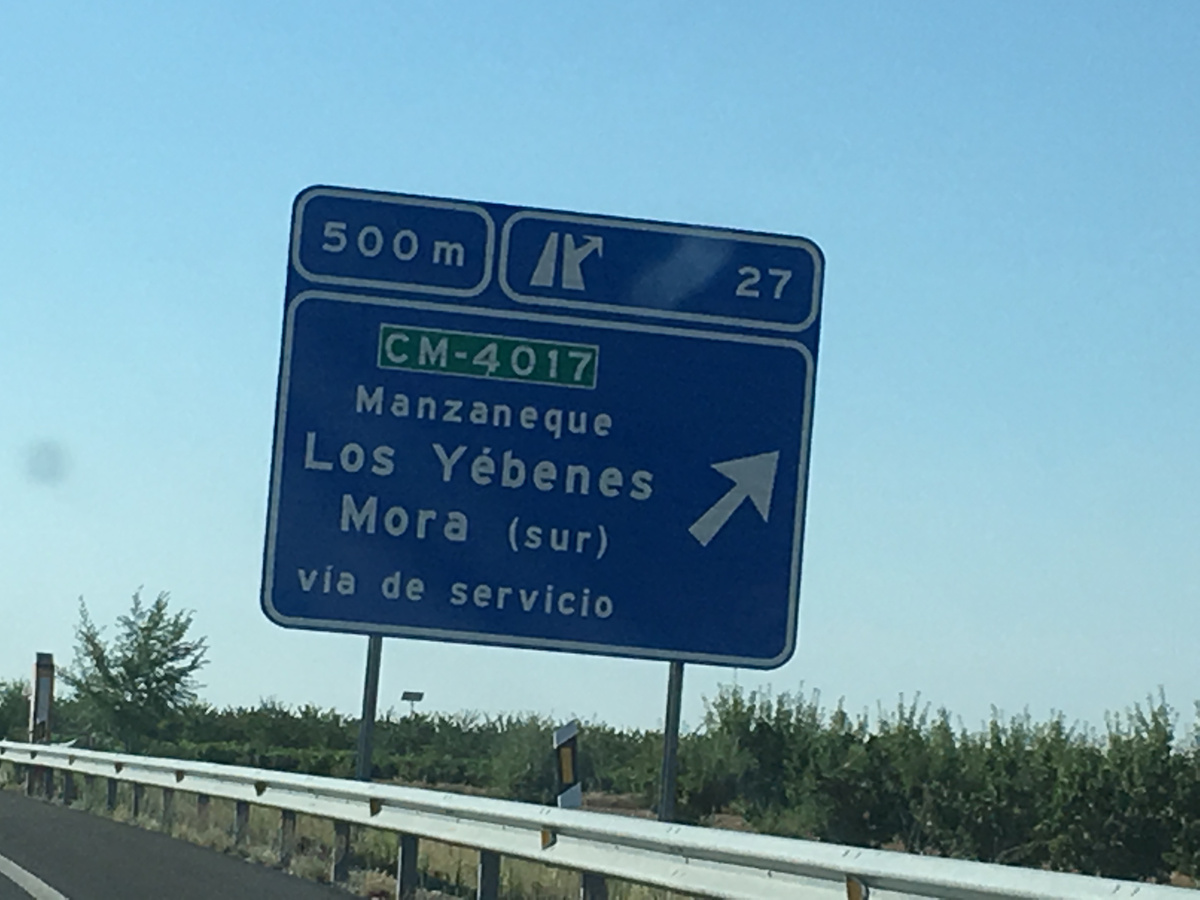 500 m 27
CM-4017
Manzaneque
Los Yébenes
Mora (sur)
vía de servicio